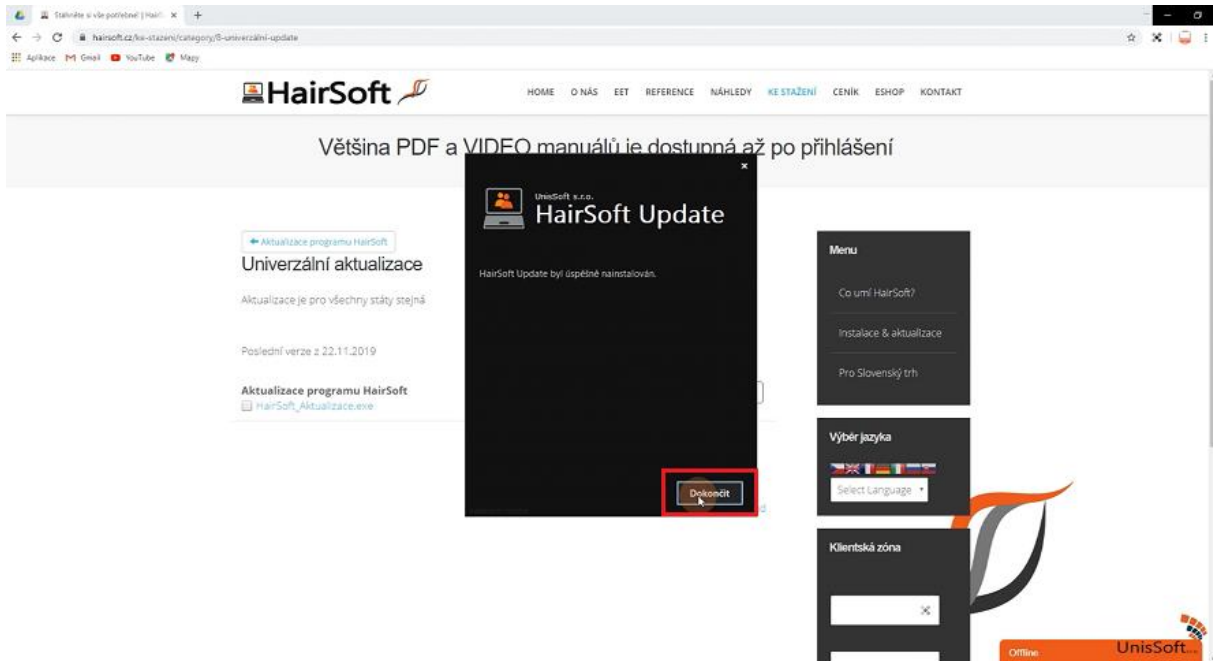 Stáhněte si vše potřebné! | HairS
hairsoft.cz/ke-stazeni/category/8-univerzální-update
Aplikace Gmail YouTube Mapy
HairSoft
HOME O NÁS EET REFERENCE NÁHLEDY KE STAŽENÍ CENÍK ESHOP KONTAKT
Většina PDF a VIDEO manuálů je dostupná až po přihlášení
UnisSoft s.r.o.
HairSoft Update
HairSoft Update byl úspěšně nainstalován.
Dokončit
Aktualizace programu HairSoft
Univerzální aktualizace
Aktualizace je pro všechny státy stejná
Poslední verze z 22.11.2019
Aktualizace programu HairSoft
HairSoft_Aktualizace.exe
Menu
Co umí HairSoft?
Instalace & aktualizace
Pro Slovenský trh
Výběr jazyka
Select Language
Klientská zóna
Offline
UnisSoft